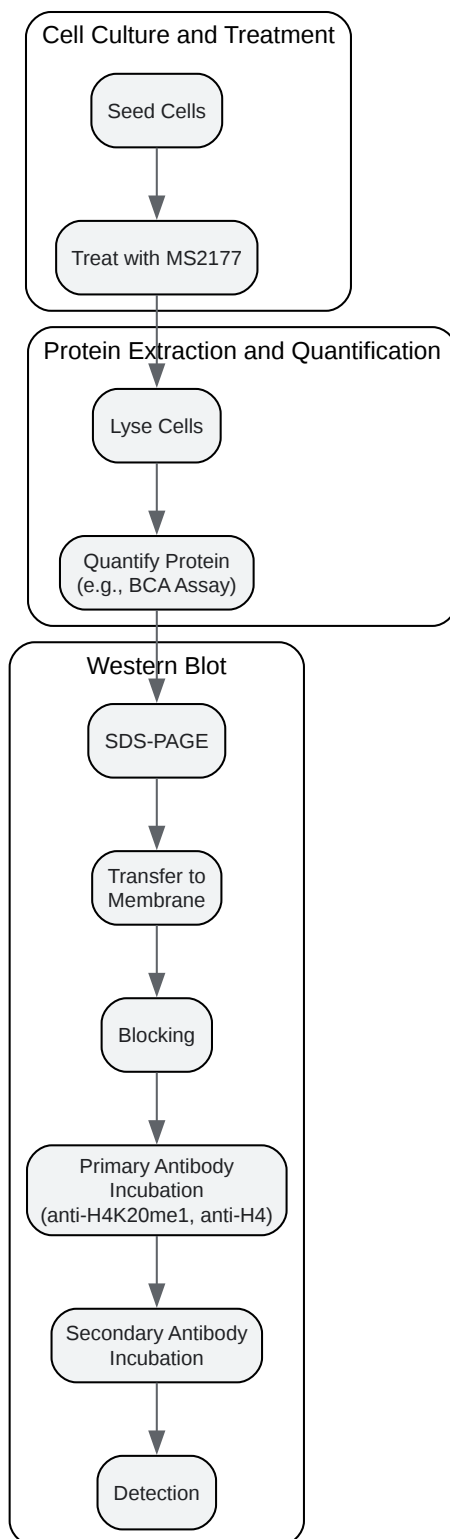 Cell Culture and Treatment
Seed Cells
Treat with MS2177
Protein Extraction and Quantification
Lyse Cells
Quantify Protein
(e.g., BCA Assay)
Western Blot
SDS-PAGE
Transfer to
Membrane
Blocking
Primary Antibody
Incubation
(anti-H4K20me1, anti-H4)
Secondary Antibody
Incubation
Detection